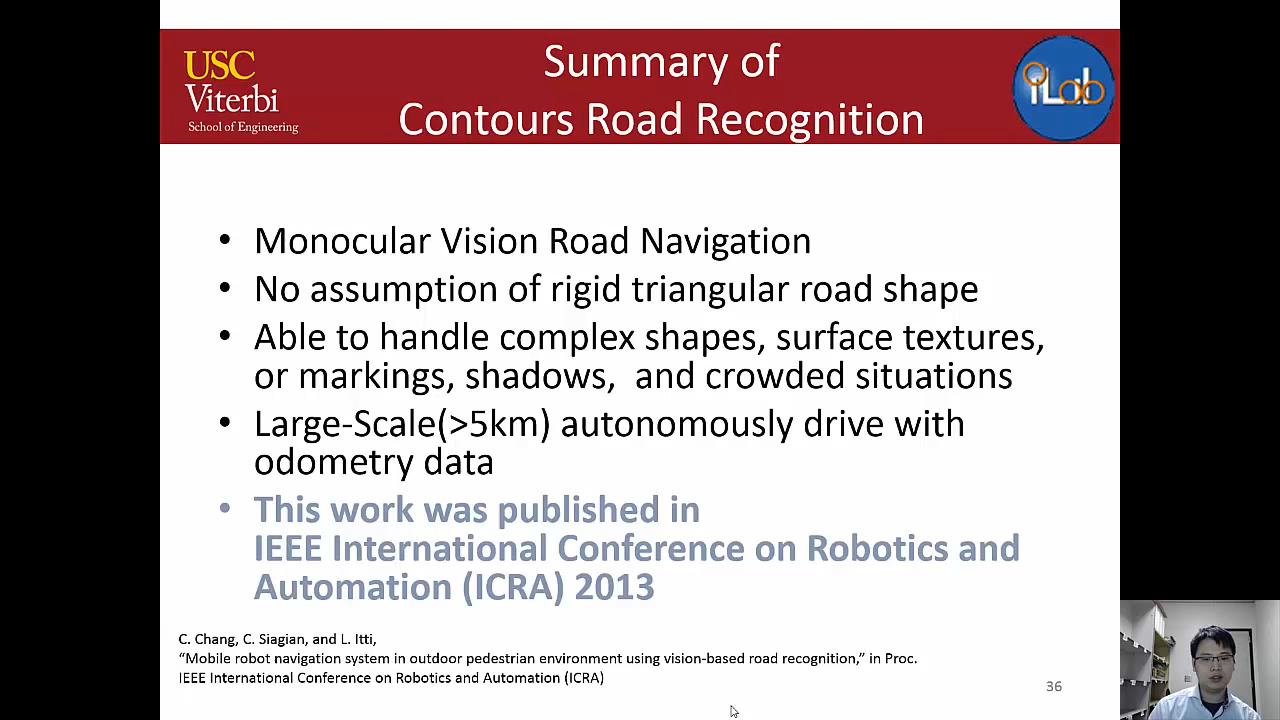 USC
Viterbi
School of Engineering
Summary of
Contours Road Recognition
iLab
• Monocular Vision Road Navigation
• No assumption of rigid triangular road shape
• Able to handle complex shapes, surface textures,
or markings, shadows,  and crowded situations
• Large-Scale(>5km) autonomously drive with
odometry data
• This work was published in
IEEE International Conference on Robotics and
Automation (ICRA) 2013
C. Chang, C. Siagian, and L. Itti,
“Mobile robot navigation system in outdoor pedestrian environment using vision-based road recognition,” in Proc.
IEEE International Conference on Robotics and Automation (ICRA)
36